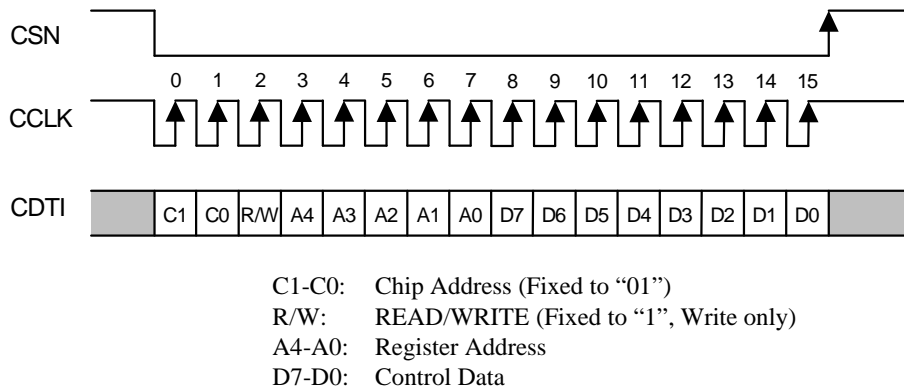 CSN
0 1 2 3 4 5 6 7 8 9 10 11 12 13 14 15
CCLK
CDTI C1 C0 R/W A4 A3 A2 A1 A0 D7 D6 D5 D4 D3 D2 D1 D0
C1-C0: Chip Address (Fixed to “01”)
R/W: READ/WRITE (Fixed to “1”, Write only)
A4-A0: Register Address
D7-D0: Control Data